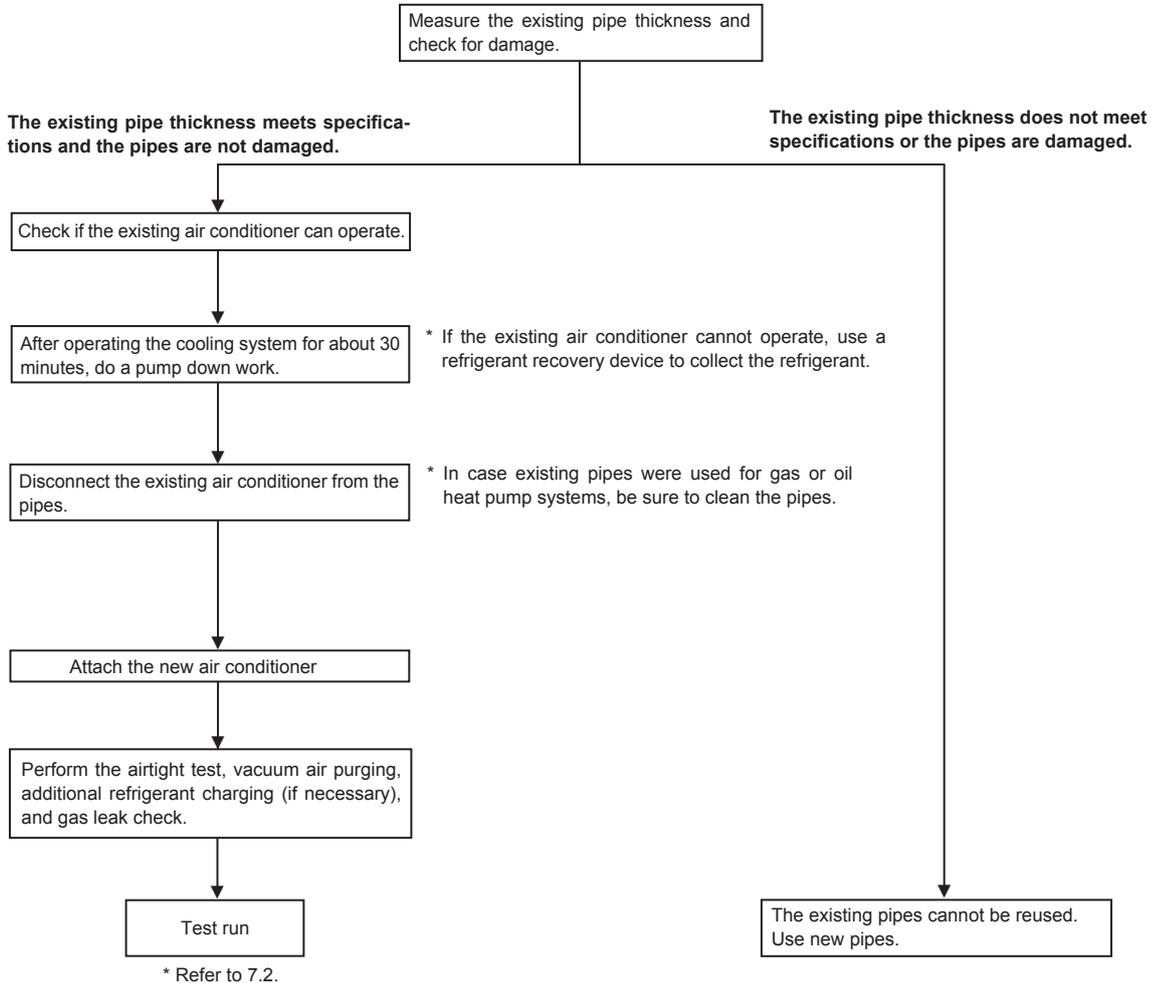 Measure the existing pipe thickness and
check for damage.
The existing pipe thickness meets specifica-
tions and the pipes are not damaged.
The existing pipe thickness does not meet
specifications or the pipes are damaged.
Check if the existing air conditioner can operate.
After operating the cooling system for about 30
minutes, do a pump down work.
* If the existing air conditioner cannot operate, use a
refrigerant recovery device to collect the refrigerant.
Disconnect the existing air conditioner from the
pipes.
* In case existing pipes were used for gas or oil
heat pump systems, be sure to clean the pipes.
Attach the new air conditioner
Perform the airtight test, vacuum air purging,
additional refrigerant charging (if necessary),
and gas leak check.
Test run
* Refer to 7.2.
The existing pipes cannot be reused.
Use new pipes.